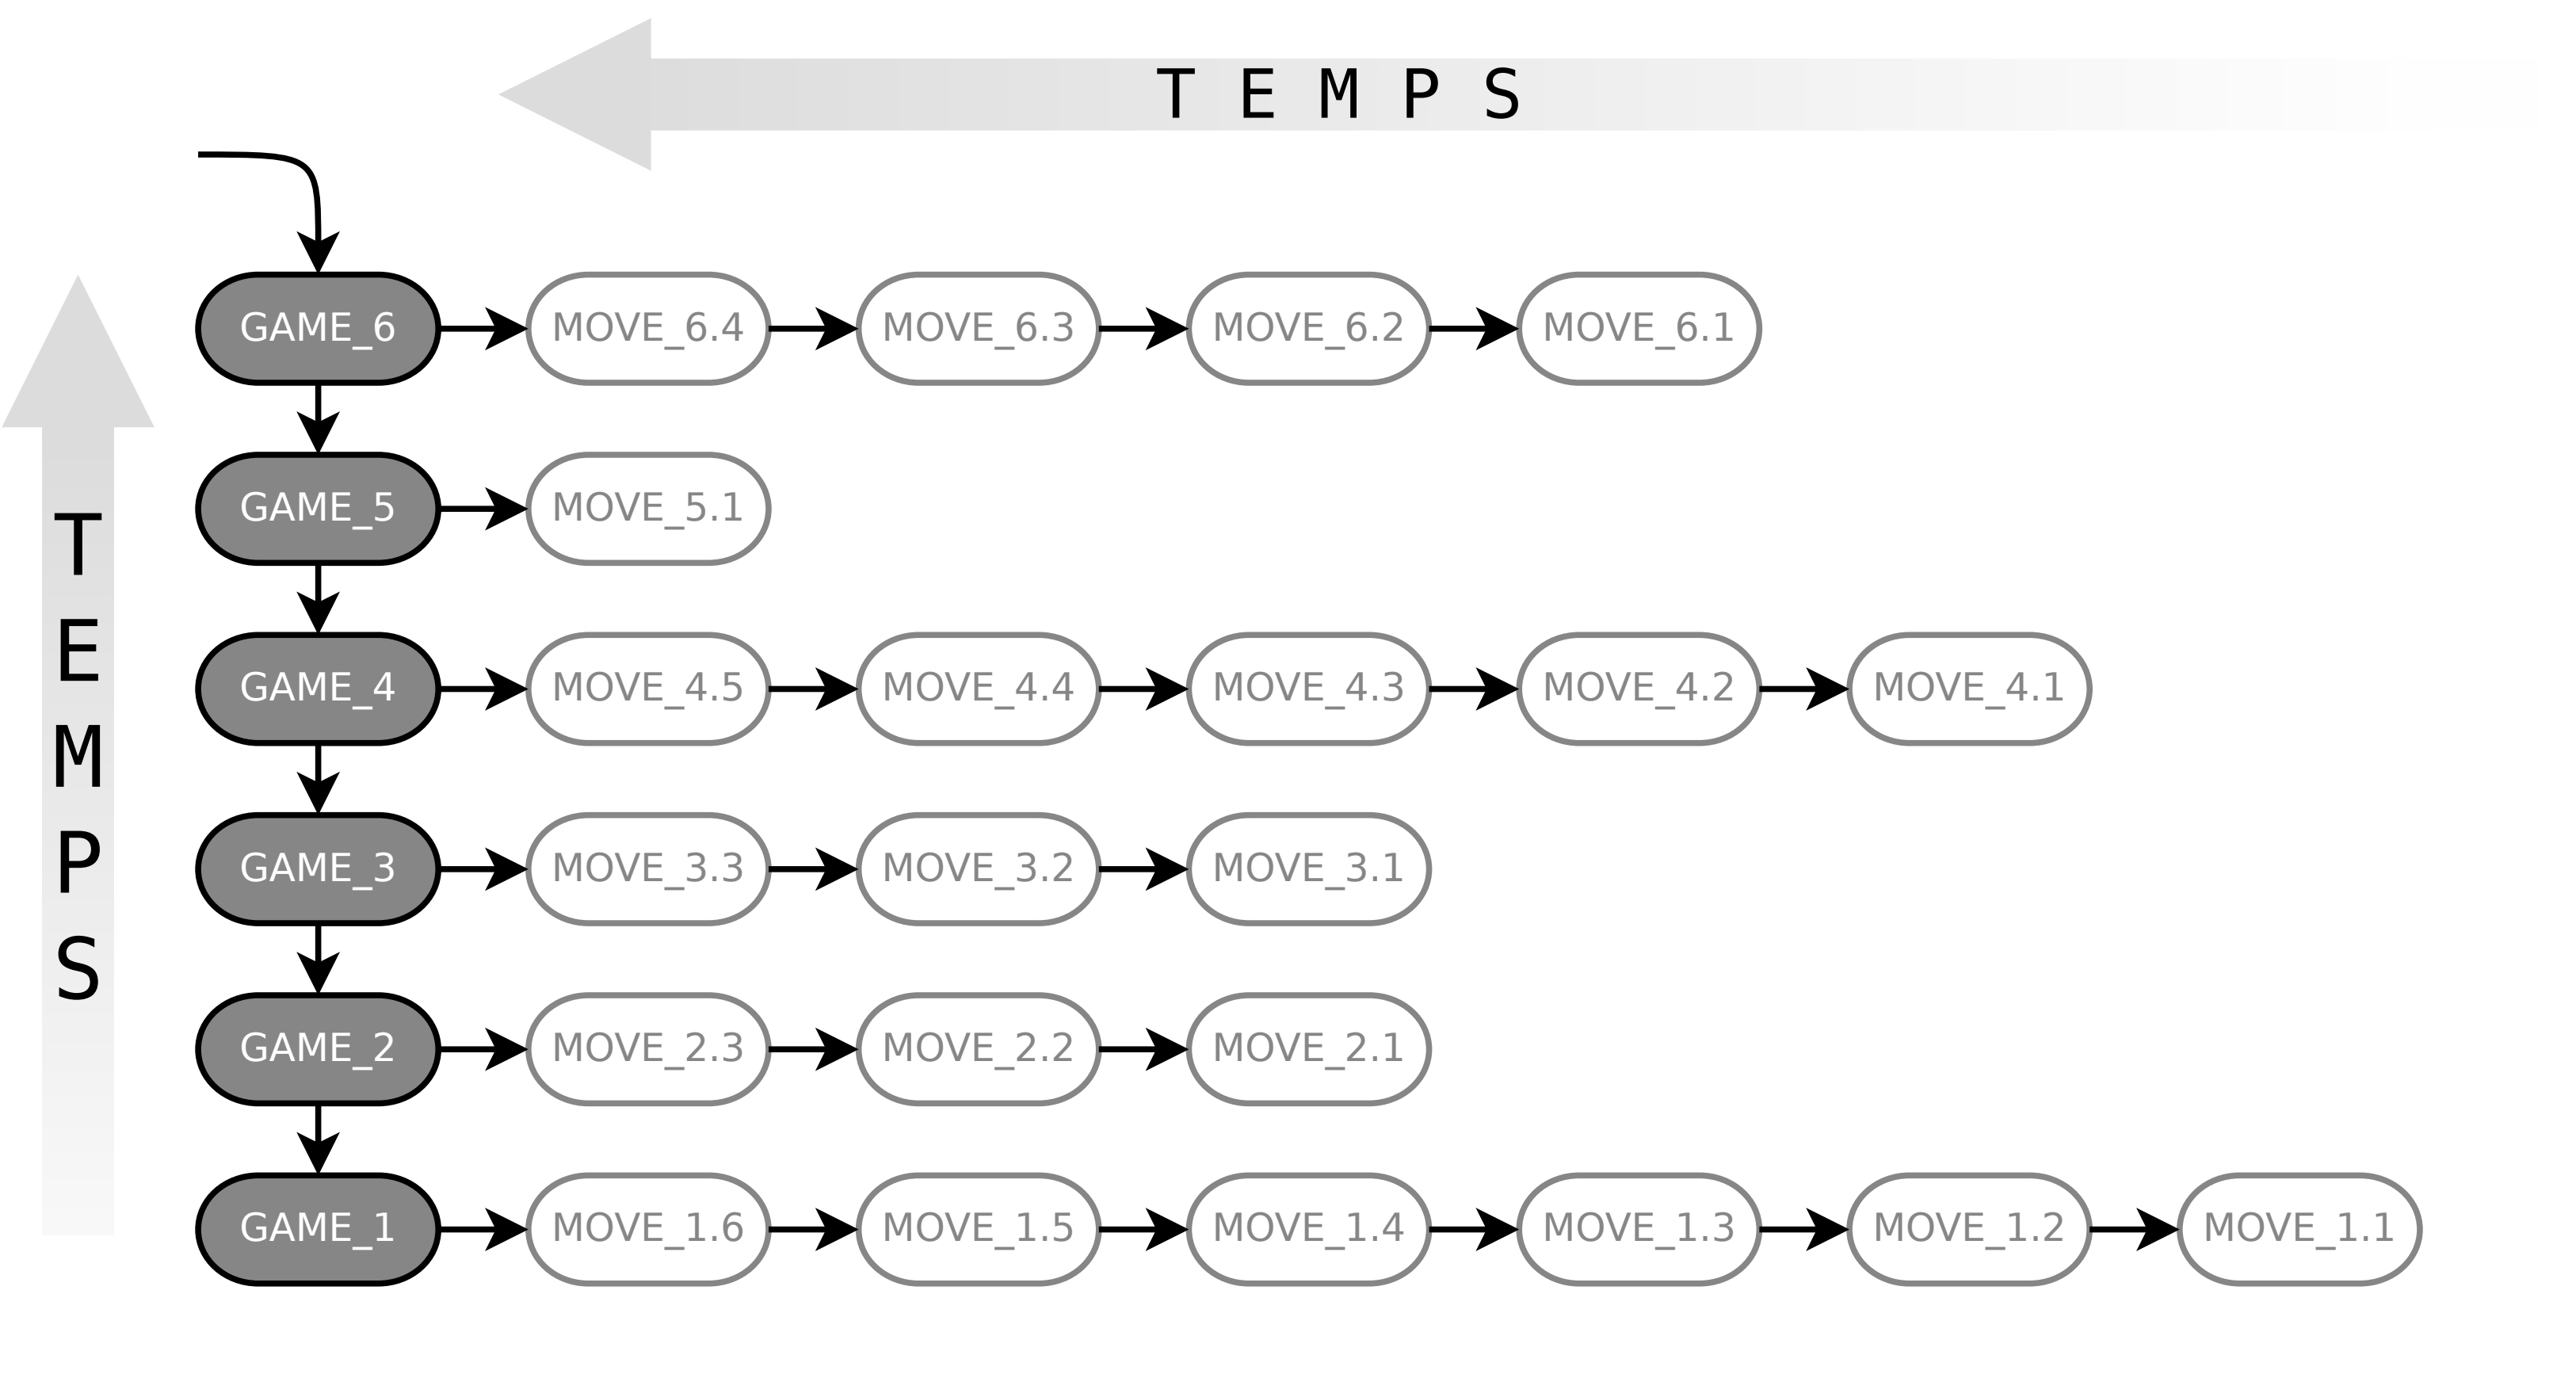 TEMPS
TEMPS
GAME_6 MOVE_6.4 MOVE_6.3 MOVE_6.2 MOVE_6.1
GAME_5 MOVE_5.1
GAME_4 MOVE_4.5 MOVE_4.4 MOVE_4.3 MOVE_4.2 MOVE_4.1
GAME_3 MOVE_3.3 MOVE_3.2 MOVE_3.1
GAME_2 MOVE_2.3 MOVE_2.2 MOVE_2.1
GAME_1 MOVE_1.6 MOVE_1.5 MOVE_1.4 MOVE_1.3 MOVE_1.2 MOVE_1.1